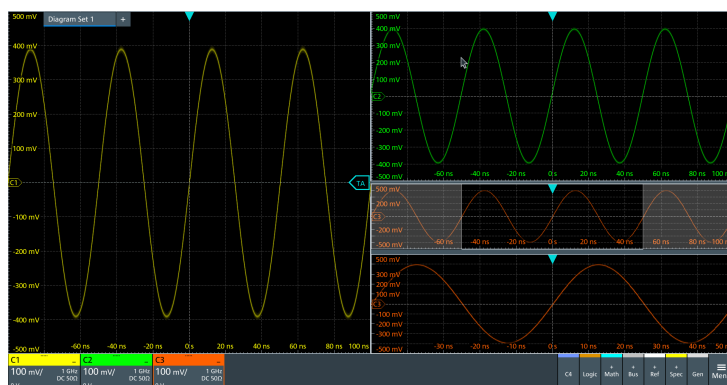 500 mV
Diagram Set 1 +
400 mV
300 mV
200 mV
100 mV
C1
TA
-100 mV
-200 mV
-300 mV
-400 mV
-500 mV
-60 ns -40 ns -20 ns 0 s 20 ns 40 ns 60 ns 80 ns 100 ns
500 mV
400 mV
300 mV
200 mV
100 mV
C2
-100 mV
-200 mV
-400 mV
-500 mV
-60 ns -40 ns -20 ns 0 s 20 ns 40 ns 60 ns 80 ns 100 ns
500 mV
C3
-200 mV
-500 mV
-60 ns -40 ns -20 ns 0 s 20 ns 40 ns 60 ns 80 ns
500 mV
300 mV
200 mV
100 mV
C3
-100 mV
-200 mV
-300 mV
-500 mV
-40 ns -30 ns -20 ns -10 ns 0 s 10 ns 20 ns 30 ns 40 ns
C1 C2 C3
100 mV/ 1 GHz 100 mV/ 1 GHz 100 mV/ 1 GHz
DC 50Ω DC 50Ω DC 50Ω
C4 Logic + Math + Bus + Ref + Spec Gen